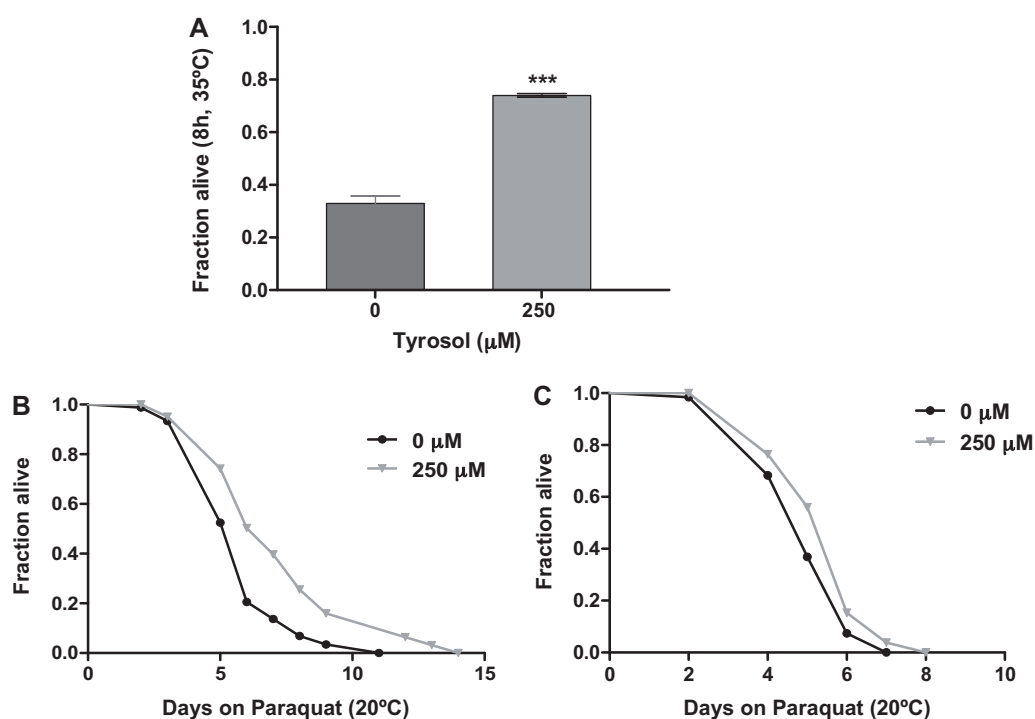 A
Fraction alive (8h, 35ºC)
1.0
0.8
0.6
0.4
0.2
0.0
***
0
250
Tyrosol (µM)
B
Fraction alive
1.0
0.8
0.6
0.4
0.2
0.0
0 µM
250 µM
0
5
10
15
Days on Paraquat (20ºC)
C
Fraction alive
1.0
0.8
0.6
0.4
0.2
0.0
0 µM
250 µM
0
2
4
6
8
10
Days on Paraquat (20ºC)